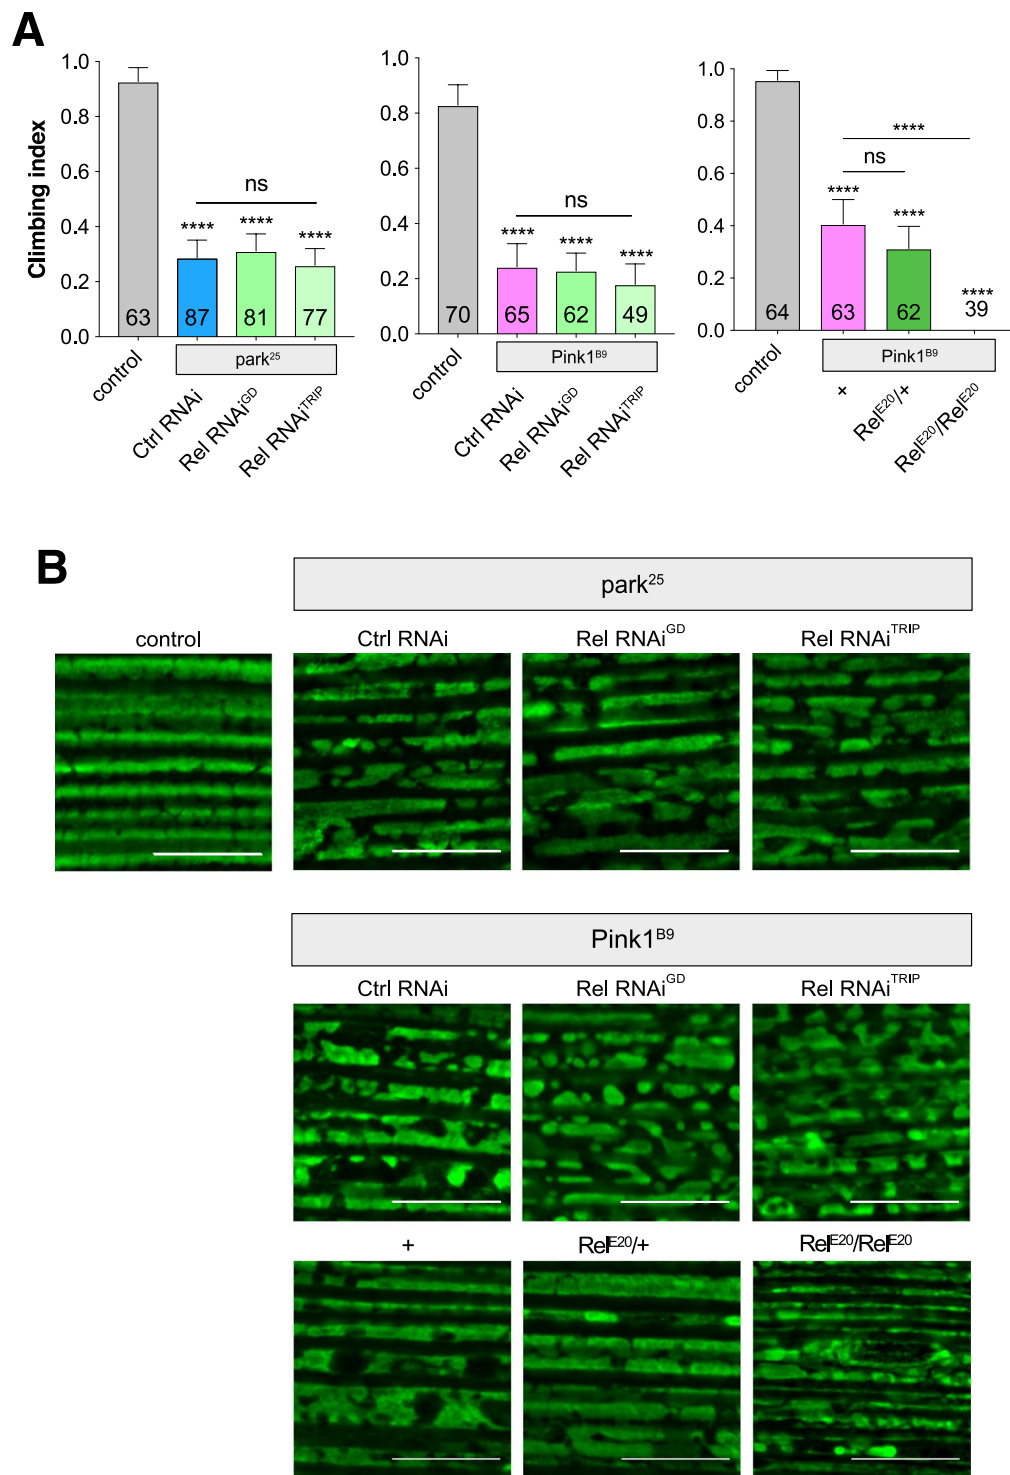 A
Climbing index
1.0
0.8
0.6
0.4
0.2
0.0
ns
**** **** ****
63 87 81 77
control
park²⁵
Ctrl RNAi
Rel RNAiᴳᴰ
Rel RNAiᵀᴿᴵᴾ
1.0
0.8
0.6
0.4
0.2
0.0
ns
**** **** ****
70 65 62 49
control
Pink1ᴮ⁹
Ctrl RNAi
Rel RNAiᴳᴰ
Rel RNAiᵀᴿᴵᴾ
1.0
0.8
0.6
0.4
0.2
0.0
****
ns
**** **** ****
64 63 62 39
control
Pink1ᴮ⁹
+
Relᴱ²⁰/+
Relᴱ²⁰/Relᴱ²⁰
B
park²⁵
control Ctrl RNAi Rel RNAiᴳᴰ Rel RNAiᵀᴿᴵᴾ
Pink1ᴮ⁹
Ctrl RNAi Rel RNAiᴳᴰ Rel RNAiᵀᴿᴵᴾ
+ Relᴱ²⁰/+ Relᴱ²⁰/Relᴱ²⁰